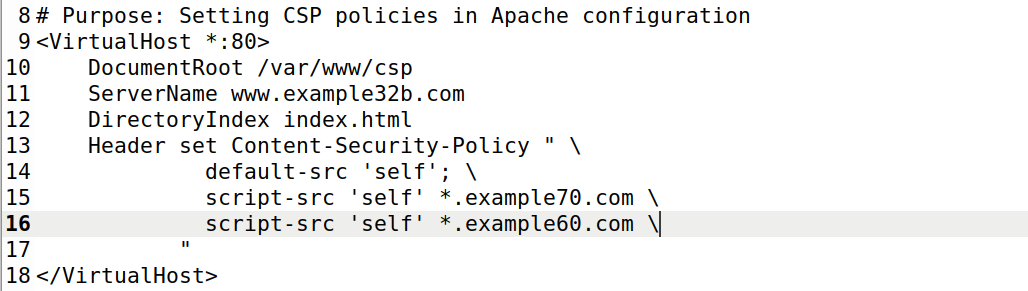 8 # Purpose: Setting CSP policies in Apache configuration
9 <VirtualHost *:80>
10     DocumentRoot /var/www/csp
11     ServerName www.example32b.com
12     DirectoryIndex index.html
13     Header set Content-Security-Policy " \
14              default-src 'self'; \
15              script-src 'self' *.example70.com \
16              script-src 'self' *.example60.com \
17            "
18 </VirtualHost>